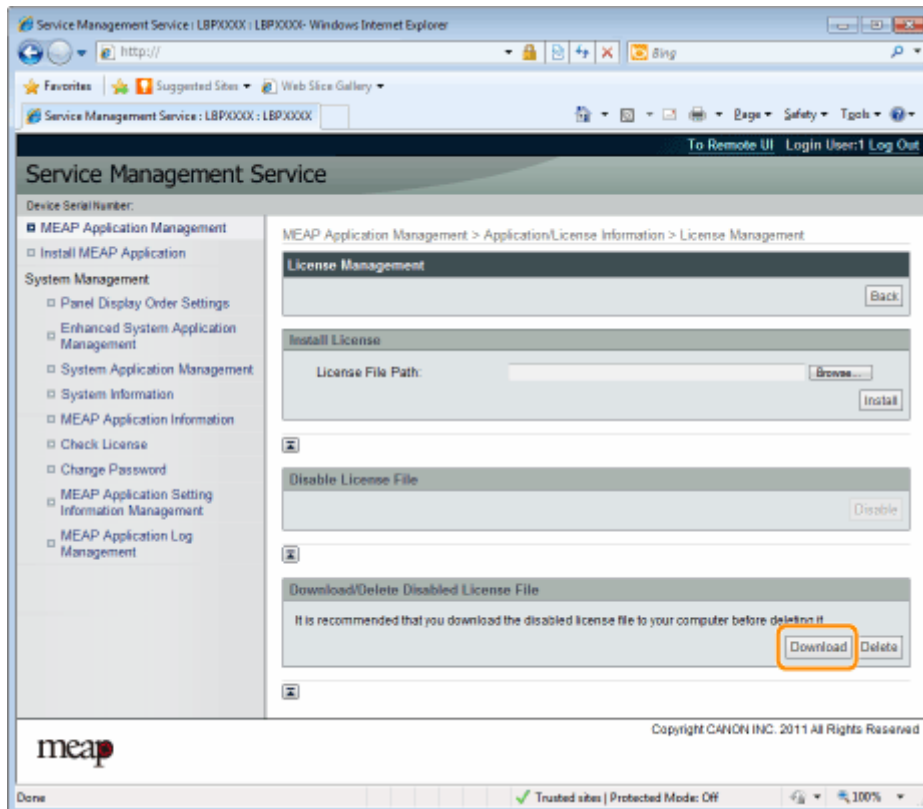 Service Management Service : LBPXXXX : LBPXXXX- Windows Internet Explorer
http://
Bing
Favorites Suggested Sites Web Slice Gallery
Service Management Service : LBPXXXX : LBPXXXX
Page Safety Tools
To Remote UI Login User:1 Log Out
Service Management Service
Device Serial Number:
MEAP Application Management
Install MEAP Application
System Management
Panel Display Order Settings
Enhanced System Application
Management
System Application Management
System Information
MEAP Application Information
Check License
Change Password
MEAP Application Setting
Information Management
MEAP Application Log
Management
MEAP Application Management > Application/License Information > License Management
License Management
Back
Install License
License File Path:
Browse...
Install
Disable License File
Disable
Download/Delete Disabled License File
It is recommended that you download the disabled license file to your computer before deleting it.
Download Delete
meap
Copyright CANON INC. 2011 All Rights Reserved
Done
Trusted sites | Protected Mode: Off
100%